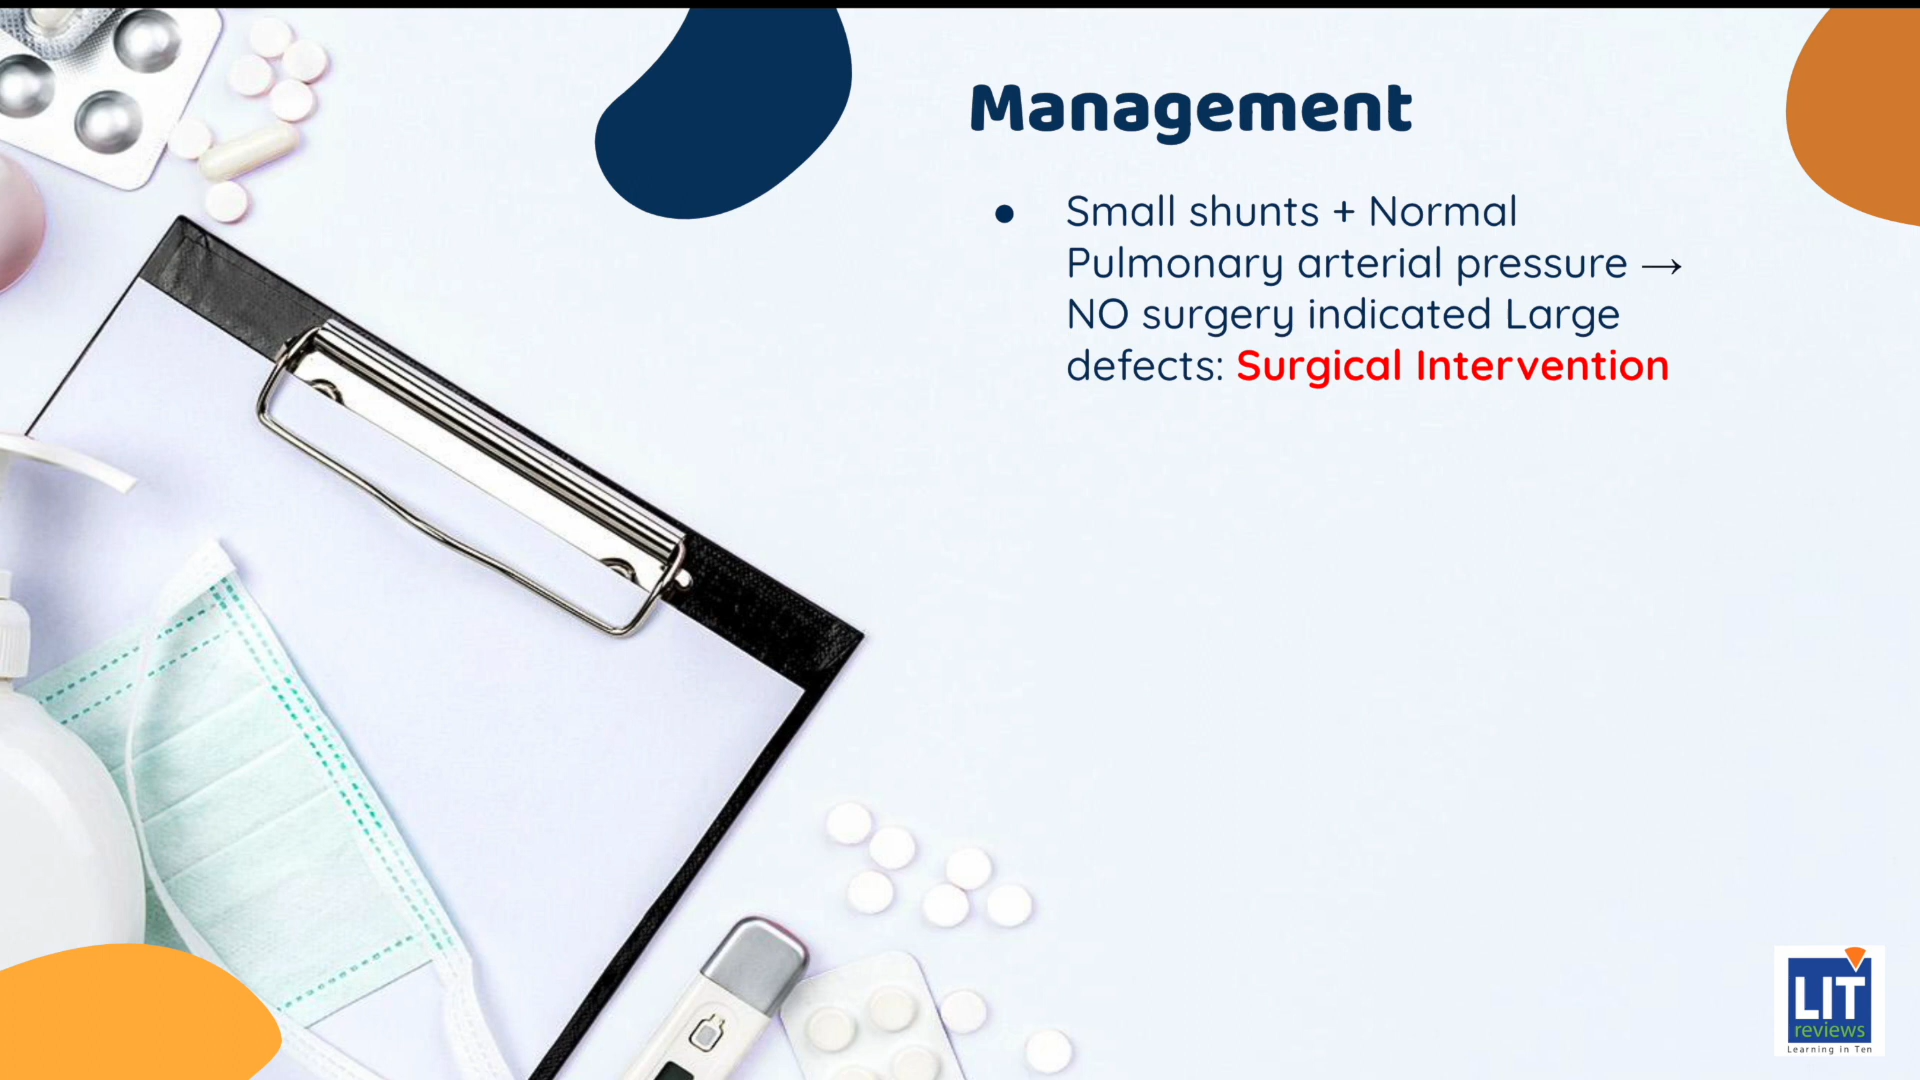 Management
● Small shunts + Normal
Pulmonary arterial pressure →
NO surgery indicated Large
defects: Surgical Intervention
LIT
reviews
Learning in Ten